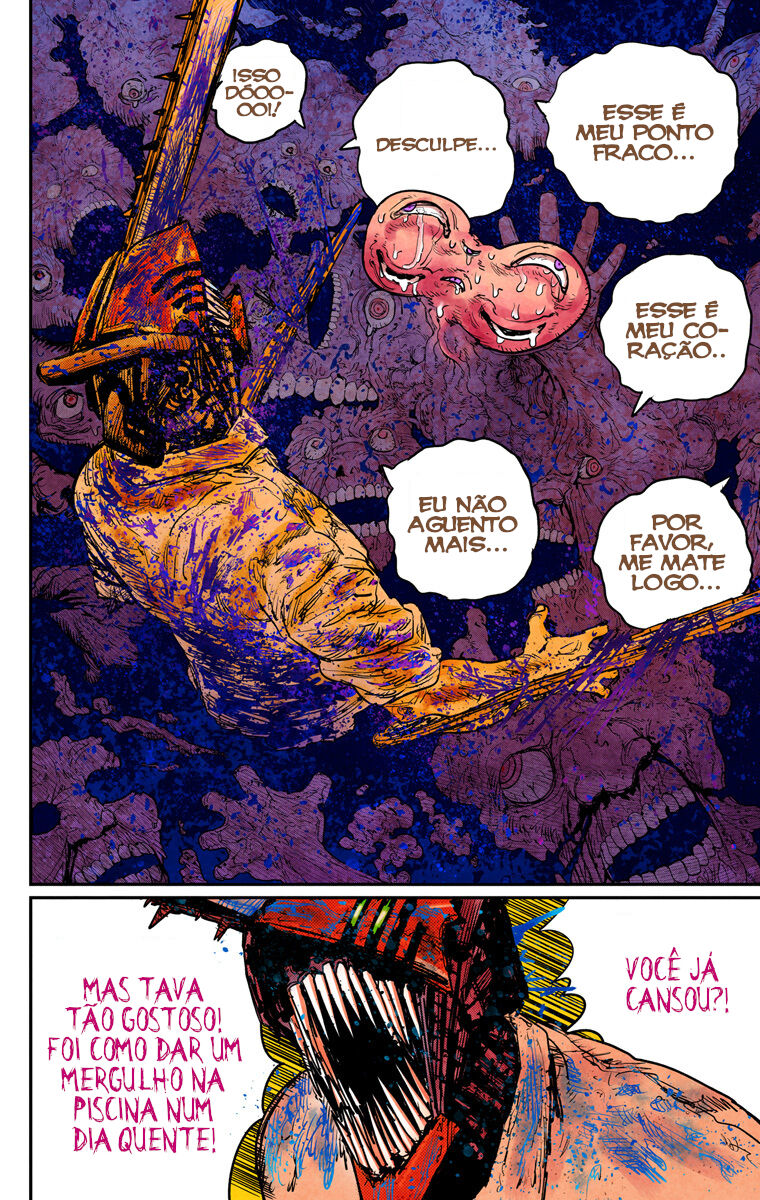 ESSE É
MEU PONTO
FRACO...
DESCULPE...
ISSO
DÓOO-
OOI!
ESSE É
MEU CO-
RAÇÃO..
POR
FAVOR,
ME MATE
LOGO...
EU NÃO
AGUENTO
MAIS...
VOCÊ JÁ
CANSOU?!
MAS TAVA
TÃO GOSTOSO!
FOI COMO DAR UM
MERGULHO NA
PISCINA NUM
DIA QUENTE!